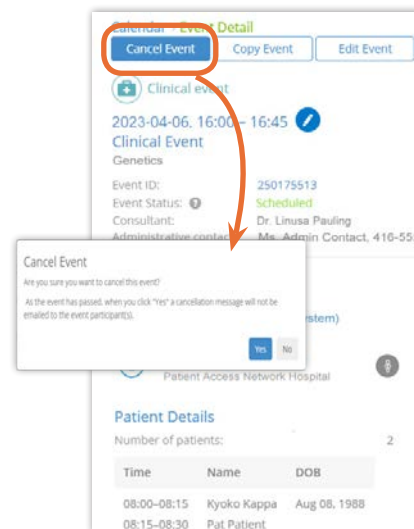 Calendar Event Detail
Cancel Event Copy Event Edit Event
Clinical event
2023-04-06, 16:00 – 16:45
Clinical Event
Genetics
Event ID: 250175513
Event Status: Scheduled
Consultant: Dr. Linusa Pauling
Administrative contact: Ms. Admin Contact, 416-55
Cancel Event
Are you sure you want to cancel this event?
As the event has passed, when you click "Yes" a cancellation message will not be
emailed to the event participant(s).
Yes No
stem)
Patient Access Network Hospital
Patient Details
Number of patients: 2
Time Name DOB
08:00–08:15 Kyoko Kappa Aug 08, 1988
08:15–08:30 Pat Patient